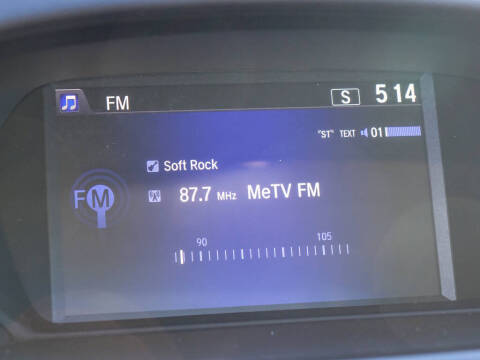 FM S 5 14
"ST" TEXT 01
Soft Rock
FM
87.7 MHz MeTV FM
90 105